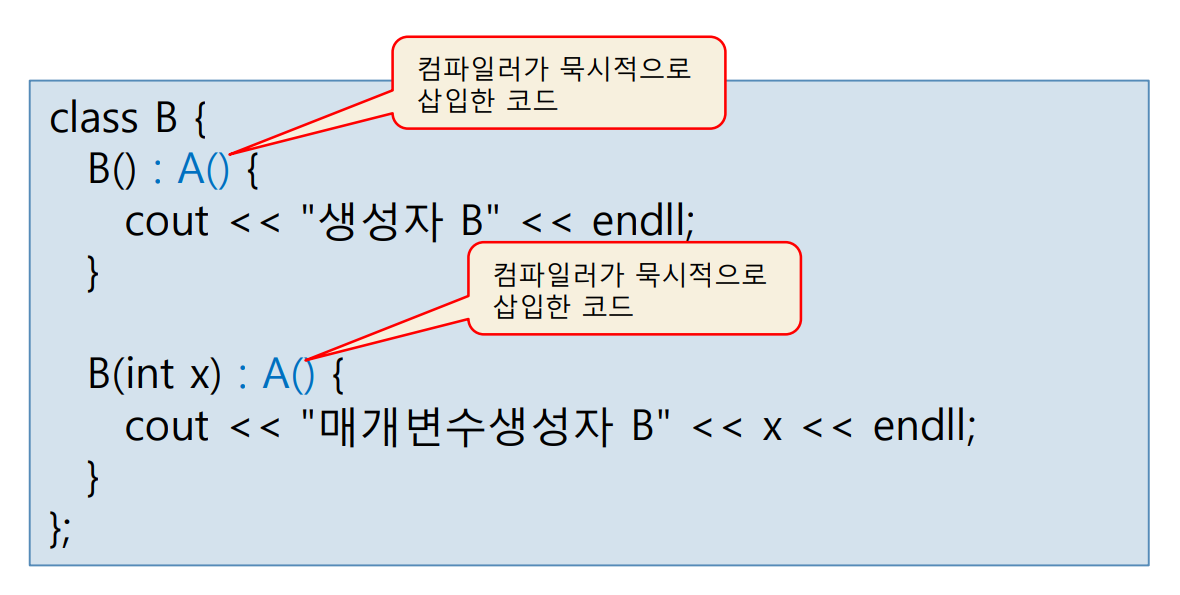 컴파일러가 묵시적으로
삽입한 코드
class B {
B() : A() {
cout << "생성자 B" << endll;
}
컴파일러가 묵시적으로
삽입한 코드
B(int x) : A() {
cout << "매개변수생성자 B" << x << endll;
}
};